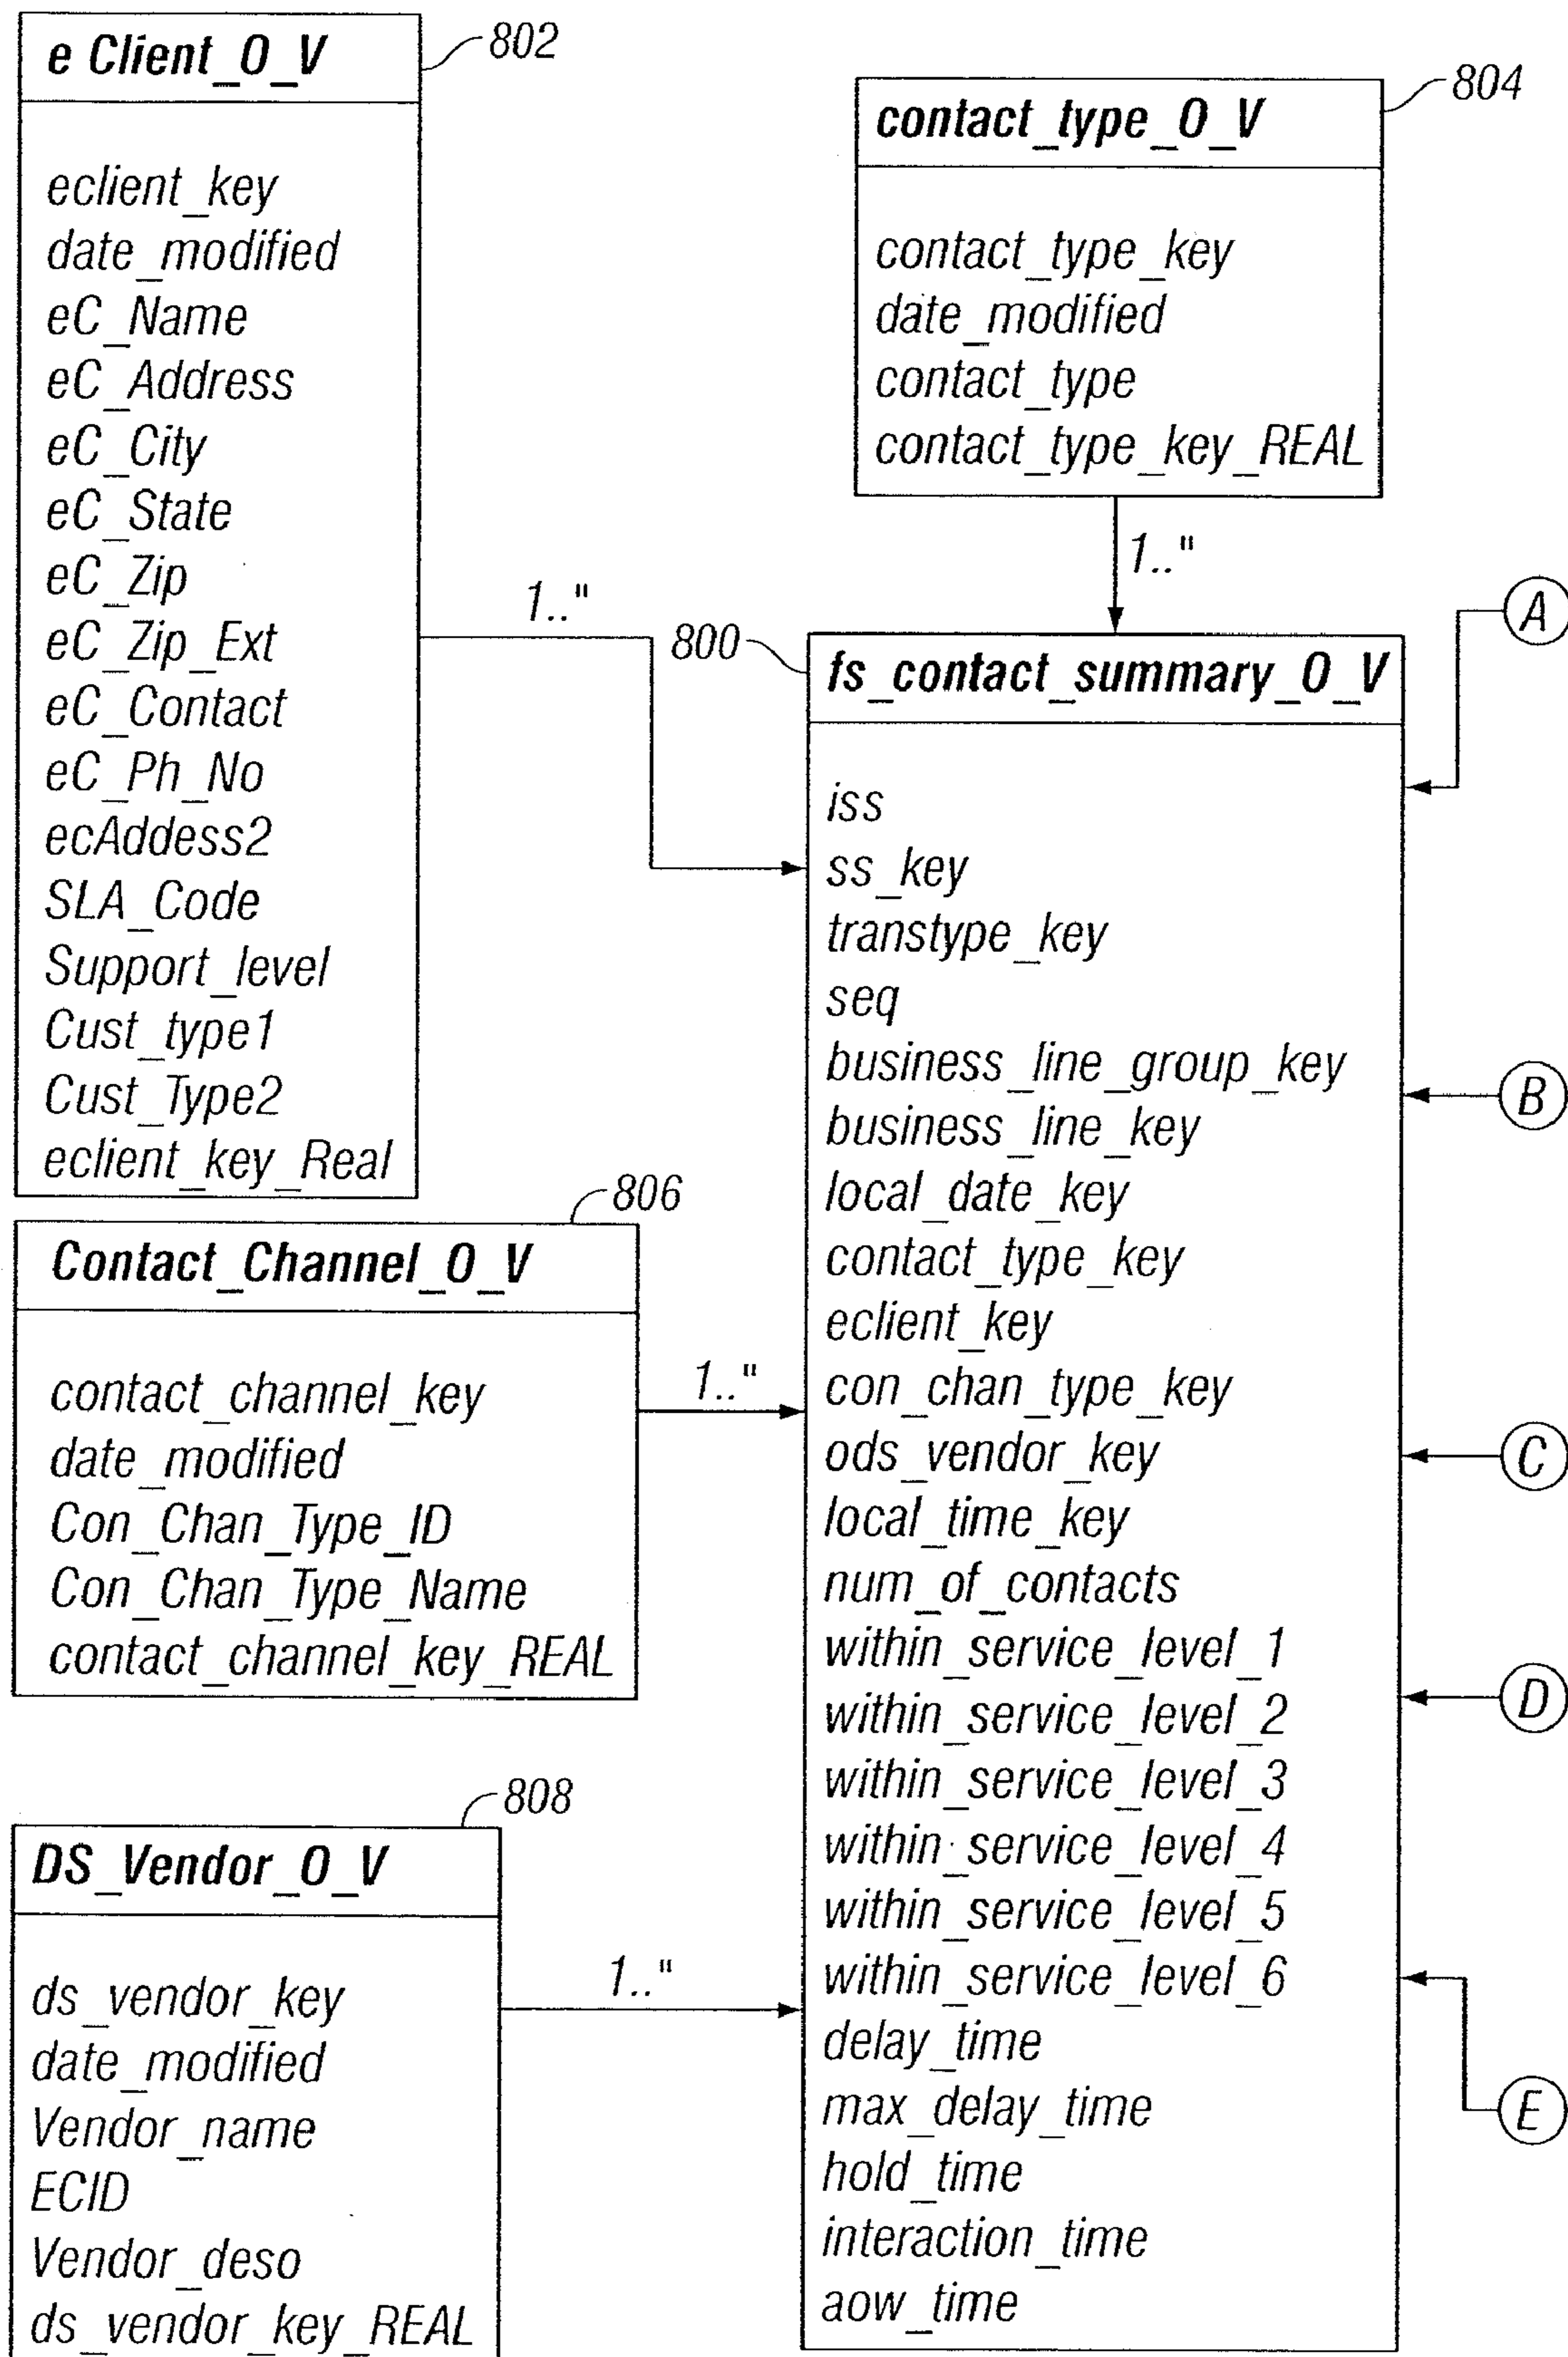 e Client_O_V
802
eclient_key
date_modified
eC_Name
eC_Address
eC_City
eC_State
eC_Zip
eC_Zip_Ext
eC_Contact
eC_Ph_No
ecAddess2
SLA_Code
Support_level
Cust_type1
Cust_Type2
eclient_key_Real
1.."
contact_type_O_V
804
contact_type_key
date_modified
contact_type
contact_type_key_REAL
1.."
800
fs_contact_summary_O_V
iss
ss_key
transtype_key
seq
business_line_group_key
business_line_key
local_date_key
contact_type_key
eclient_key
con_chan_type_key
ods_vendor_key
local_time_key
num_of_contacts
within_service_level_1
within_service_level_2
within_service_level_3
within_service_level_4
within_service_level_5
within_service_level_6
delay_time
max_delay_time
hold_time
interaction_time
aow_time
A
B
C
D
E
806
Contact_Channel_O_V
contact_channel_key
date_modified
Con_Chan_Type_ID
Con_Chan_Type_Name
contact_channel_key_REAL
1.."
808
DS_Vendor_O_V
ds_vendor_key
date_modified
Vendor_name
ECID
Vendor_deso
ds_vendor_key_REAL
1.."